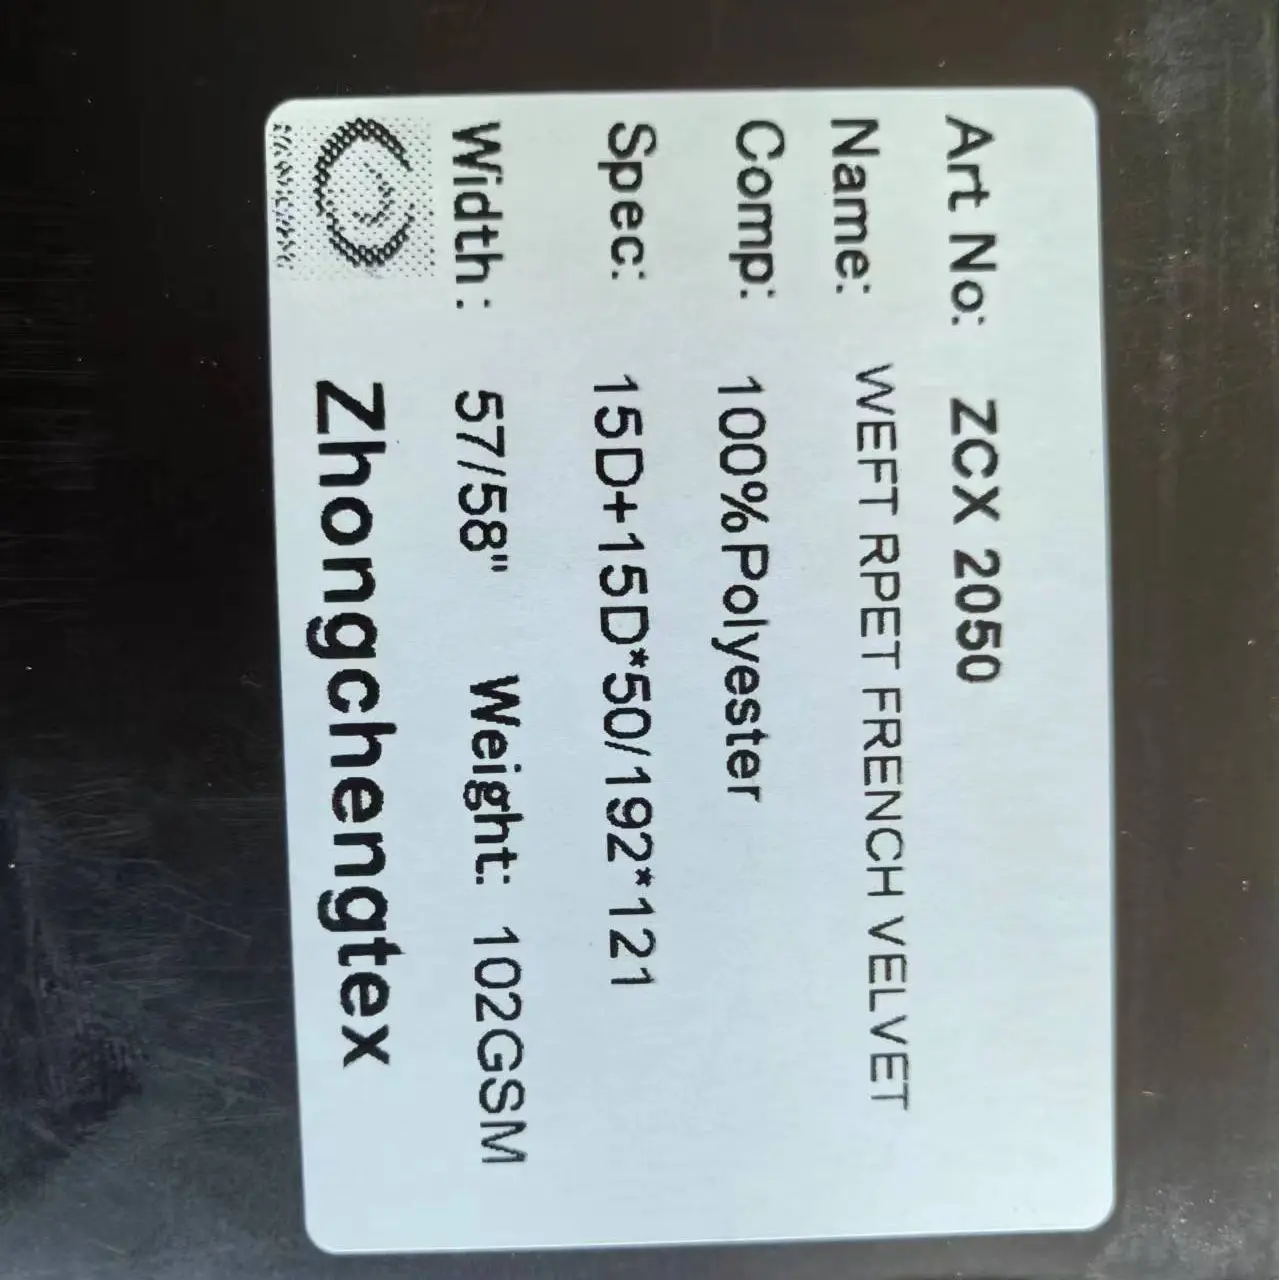 Art No: ZCX 2050
Name: WEFT RPET FRENCH VELVET
Comp: 100%Polyester
Spec: 15D+15D*50/192*121
Width: 57/58" Weight: 102GSM
Zhongchengtex